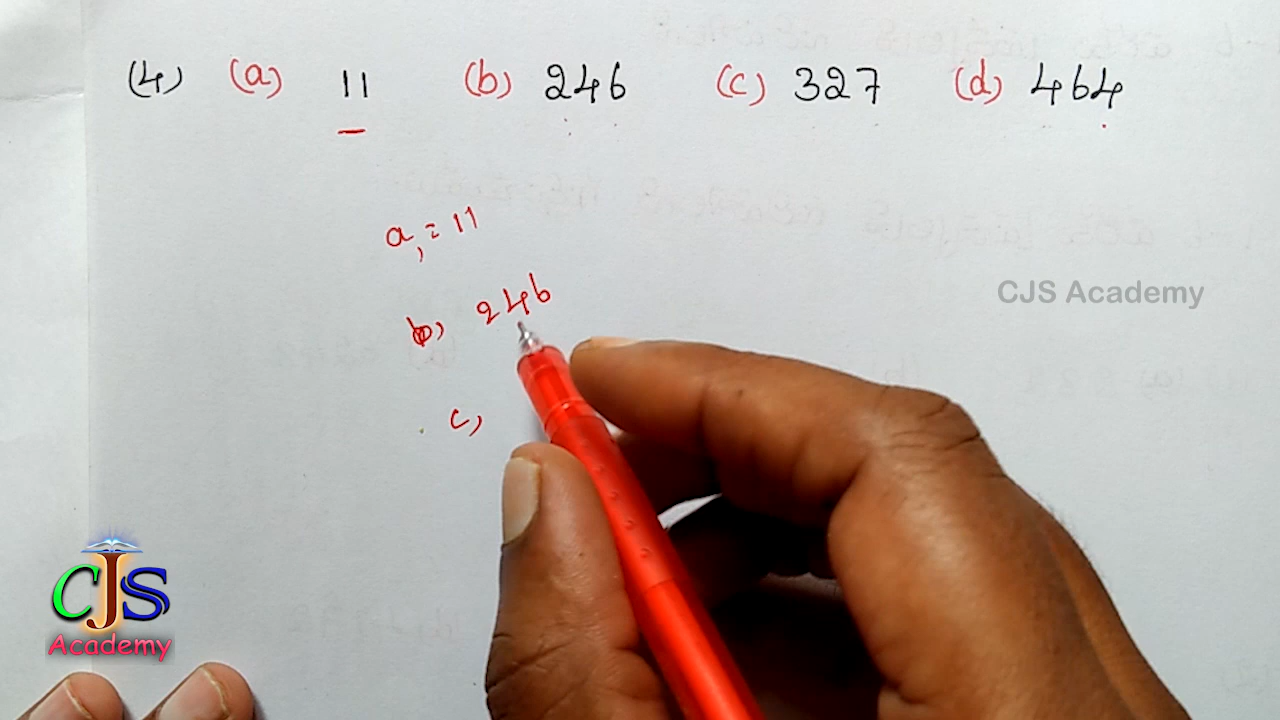 (4) (a) 11 (b) 246 (c) 327 (d) 464
a, = 11
b, 246
c,
CJS Academy
CJS
Academy